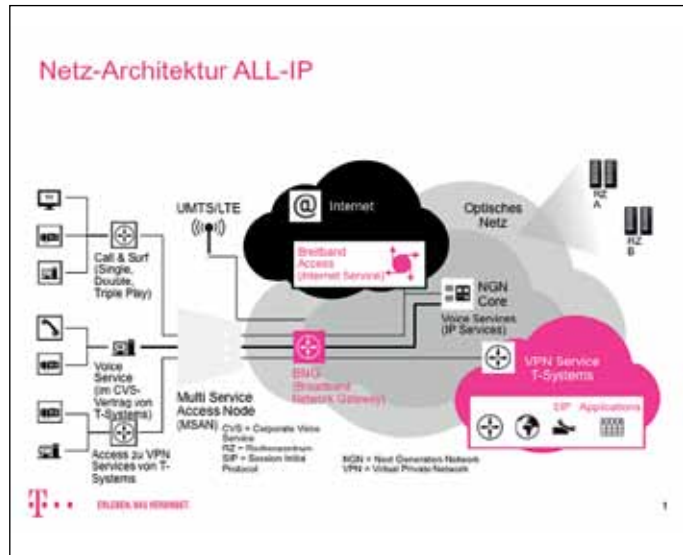 Netz-Architektur ALL-IP
UMTS/LTE
Internet
Optisches
Netz
RZ
A
RZ
B
Breitband
Access
(Internet Service)
Call & Surf
(Single,
Double,
Triple Play)
NGN
Core
Voice Services
(IP Services)
Voice
Service
(im CVS-
Vertrag von
T-Systems)
Multi Service
Access Node
(MSAN)
BNG
(Broadband
Network Gateway)
VPN Service
T-Systems
SIP Applications
Access zu VPN
Services von T-
Systems
CVS = Corporate Voice
Service
RZ = Rechenzentrum
SIP = Session Initial
Protocol
NGN = Next Generation-Network
VPN = Virtual Private-Network
T
ERLEBEN, WAS VERBINDET.
1